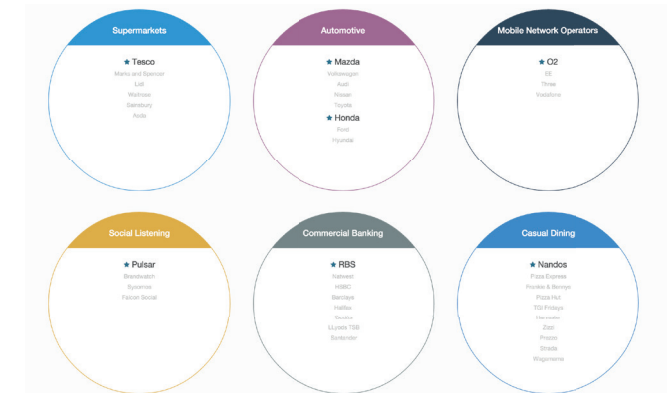 Supermarkets
Tesco
Marks and Spencer
Lidl
Waitrose
Sainsbury
Asda
Automotive
Mazda
Volkswagen
Audi
Nissan
Toyota
Honda
Ford
Hyundai
Mobile Network Operators
O2
EE
Three
Vodafone
Social Listening
Pulsar
Brandwatch
Sysomos
Falcon Social
Commercial Banking
RBS
Natwest
HSBC
Barclays
Halifax
LLyods TSB
Santander
Casual Dining
Nandos
Pizza Express
Frankie & Bennys
Pizza Hut
TGI Fridays
Zizzi
Prezzo
Strada
Wagamama